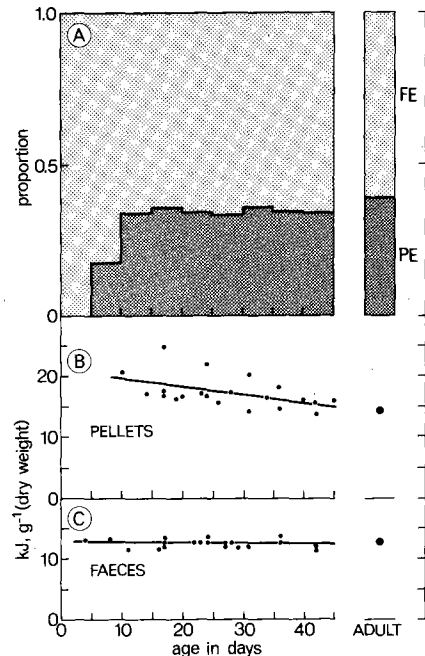 A
1.0
0.5
0
proportion
FE
PE
B
20
10
0
PELLETS
kJ, g⁻¹ (dry weight)
C
10
0
FAECES
0
10
20
30
40
ADULT
age in days